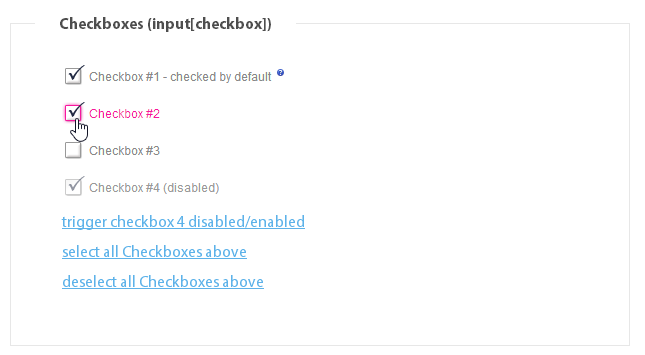 Checkboxes (input[checkbox])
Checkbox #1 - checked by default ?
Checkbox #2
Checkbox #3
Checkbox #4 (disabled)
trigger checkbox 4 disabled/enabled
select all Checkboxes above
deselect all Checkboxes above